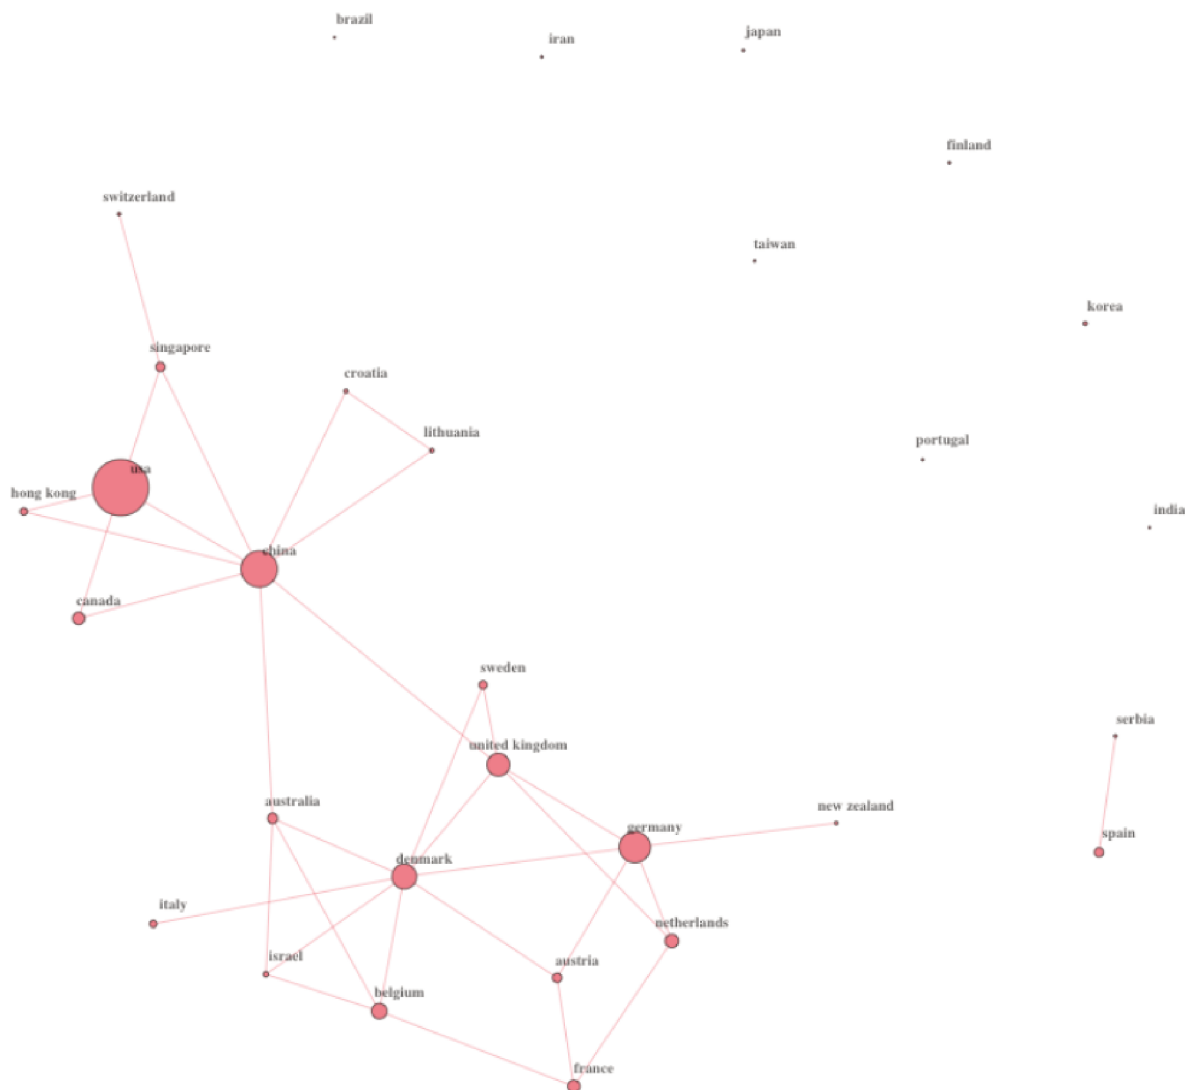 brazil
iran
japan
finland
switzerland
taiwan
korea
singapore
croatia
lithuania
portugal
usa
hong kong
india
china
canada
sweden
serbia
united kingdom
australia
new zealand
germany
spain
denmark
italy
netherlands
israel
austria
belgium
france